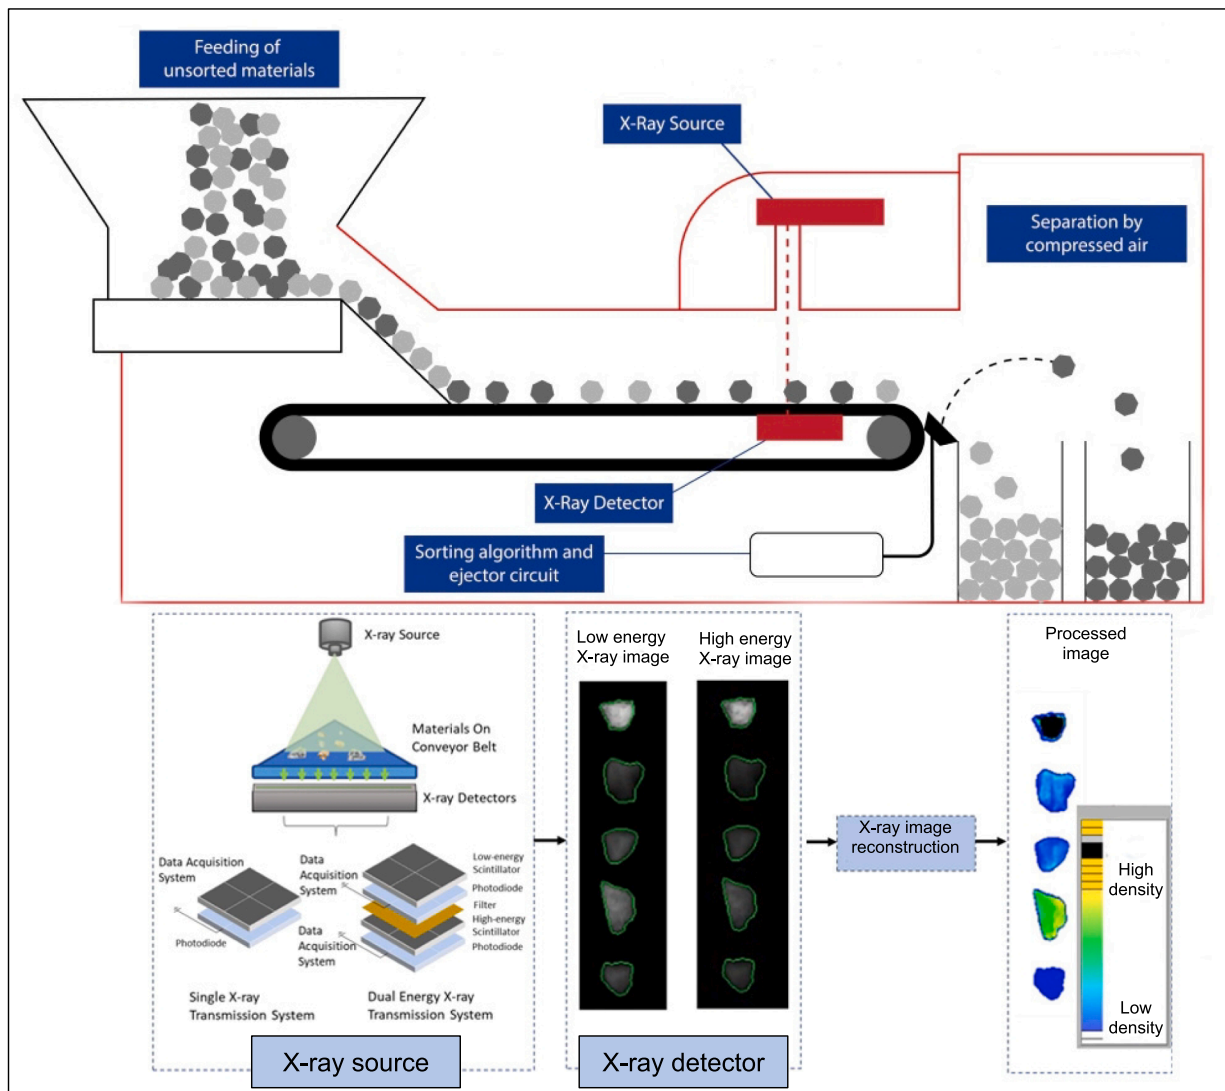 Feeding of
unsorted materials
X-Ray Source
Separation by
compressed air
X-Ray Detector
Sorting algorithm and
ejector circuit
X-ray Source
Materials On
Conveyor Belt
X-ray Detectors
Data Acquisition
System
Photodiode
Single X-ray
Transmission System
Data
Acquisition
System
Data
Acquisition
System
Low-energy
Scintillator
Photodiode
Filter
High-energy
Scintillator
Photodiode
Dual Energy X-ray
Transmission System
X-ray source
Low energy
X-ray image
High energy
X-ray image
X-ray detector
X-ray image
reconstruction
Processed
image
High
density
Low
density